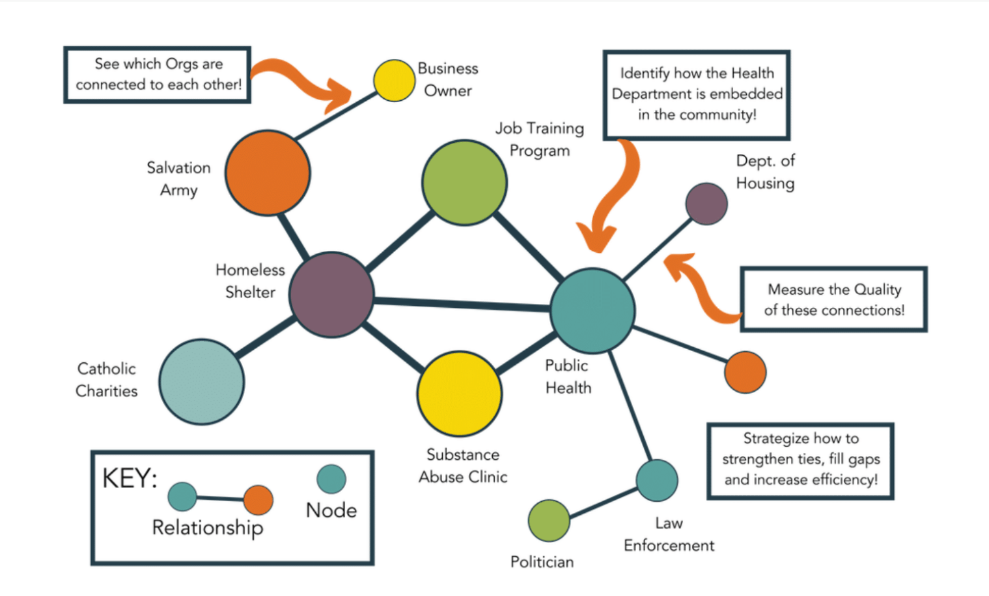 See which Orgs are
connected to each other!
Business
Owner
Identify how the Health
Department is embedded
in the community!
Job Training
Program
Dept. of
Housing
Salvation
Army
Homeless
Shelter
Measure the Quality
of these connections!
Catholic
Charities
Public
Health
Substance
Abuse Clinic
Strategize how to
strengthen ties, fill gaps
and increase efficiency!
KEY:
Relationship
Node
Law
Enforcement
Politician